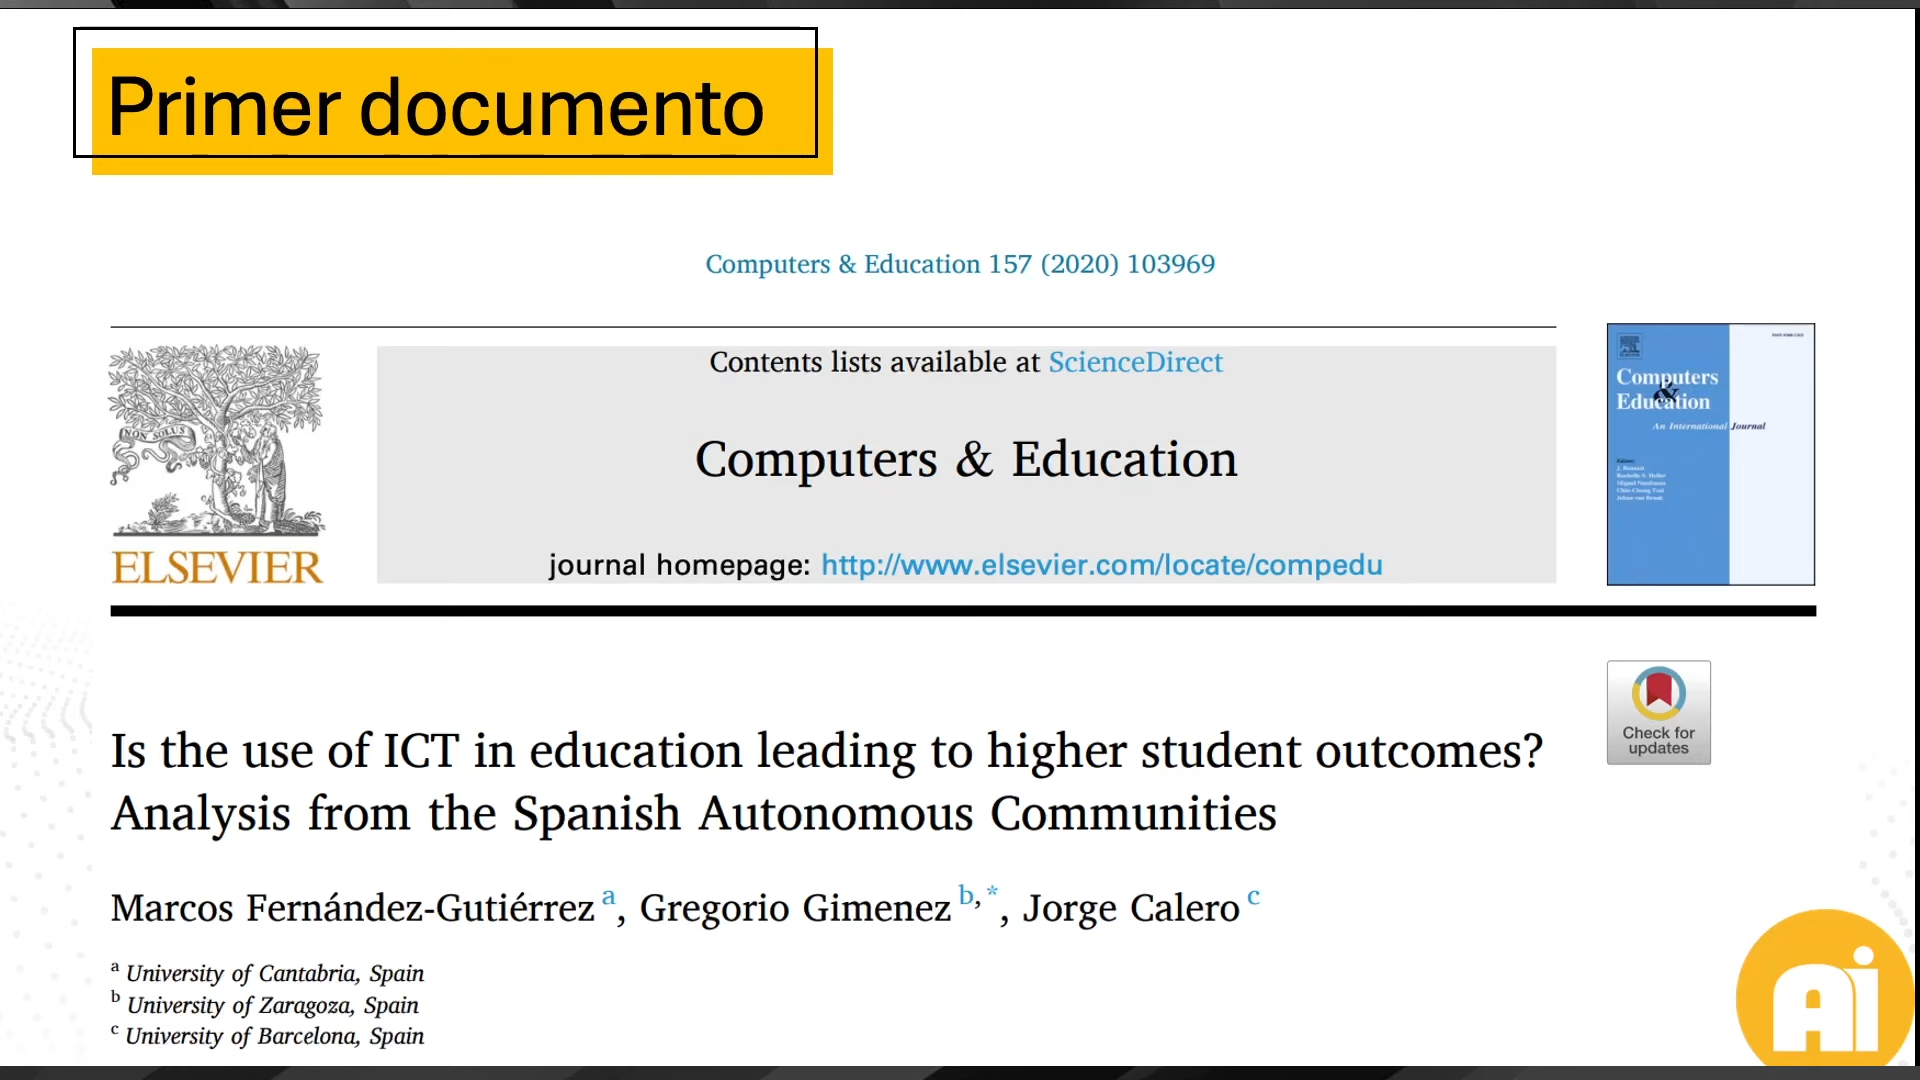 Primer documento
Computers & Education 157 (2020) 103969
Contents lists available at ScienceDirect
Computers & Education
journal homepage: http://www.elsevier.com/locate/compedu
NON SOLUS
ELSEVIER
Computers
&
Education
An International Journal
Is the use of ICT in education leading to higher student outcomes?
Analysis from the Spanish Autonomous Communities
Check for
updates
Marcos Fernández-Gutiérrez a, Gregorio Gimenez b,*, Jorge Calero c
a University of Cantabria, Spain
b University of Zaragoza, Spain
c University of Barcelona, Spain
Ai